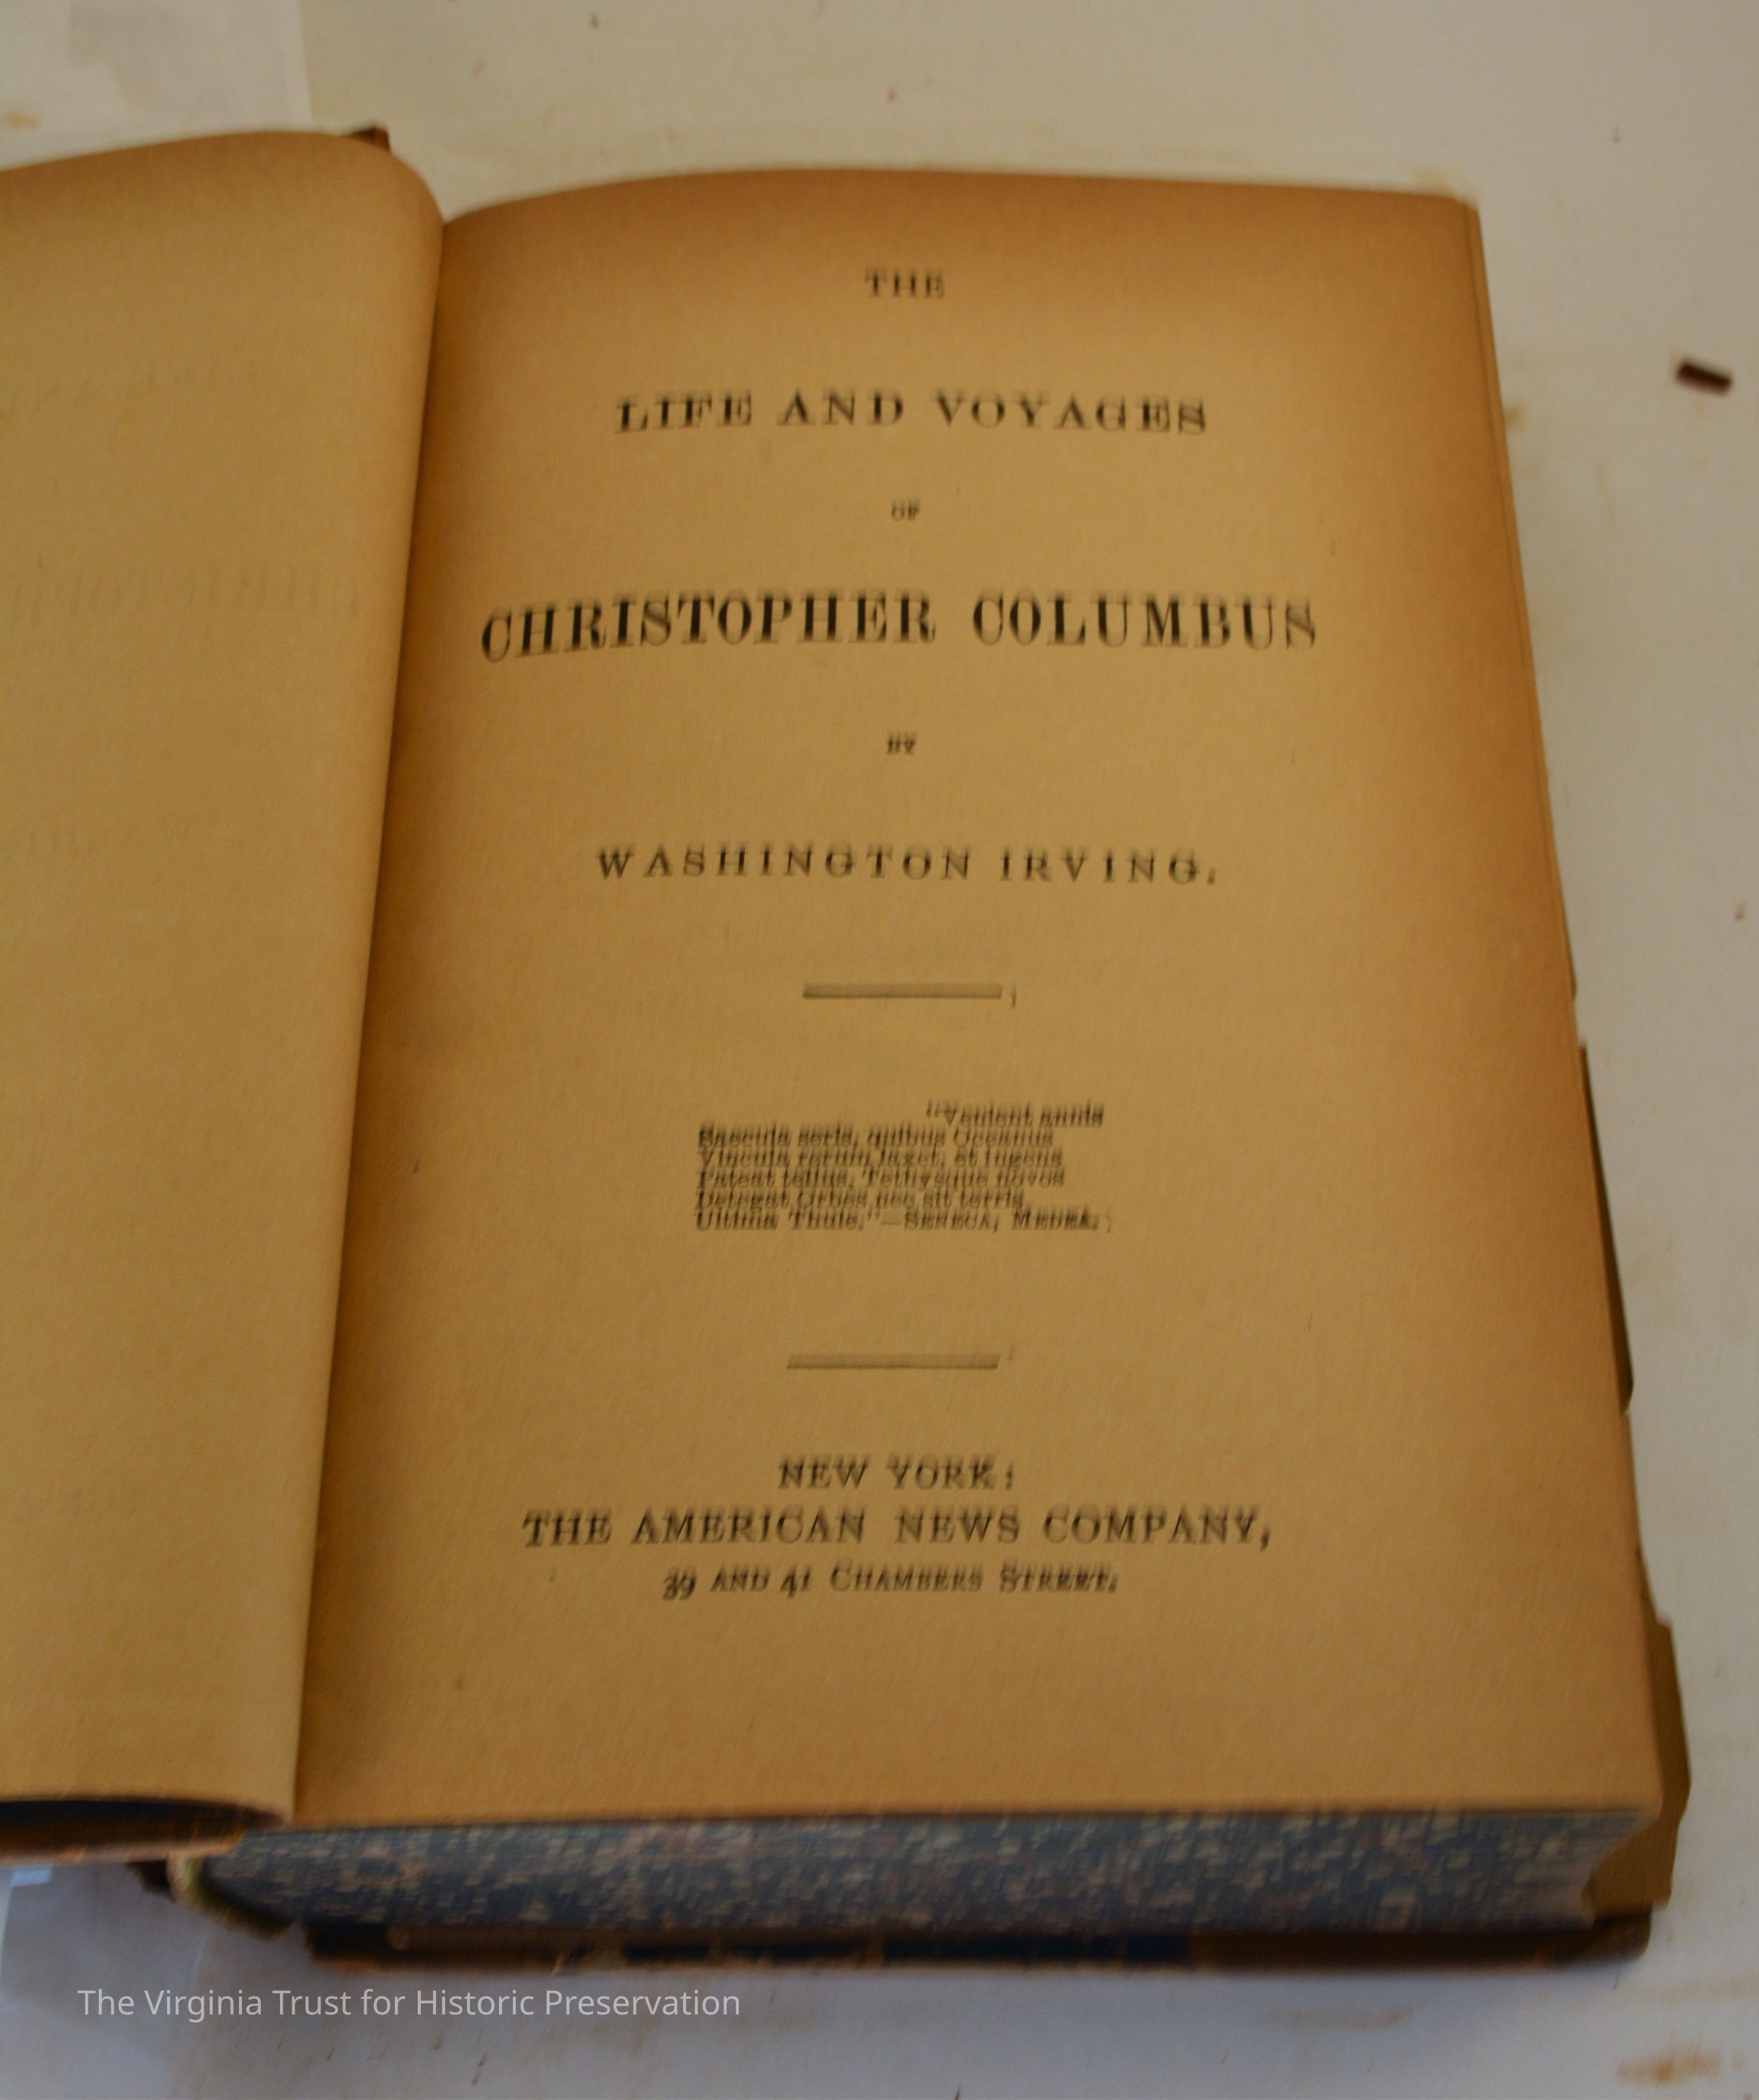 THE
LIFE AND VOYAGES
OF
CHRISTOPHER COLUMBUS
BY
WASHINGTON IRVING.
"Venient annis
Saecula seris, quibus Oceanus
Vincula rerum laxet, et ingens
Pateat tellus, Tethysque novos
Detegat Orbes, nec sit terris
Ultima Thule."—SENECA, MEDEA.
NEW YORK:
THE AMERICAN NEWS COMPANY,
39 AND 41 CHAMBERS STREET.
The Virginia Trust for Historic Preservation